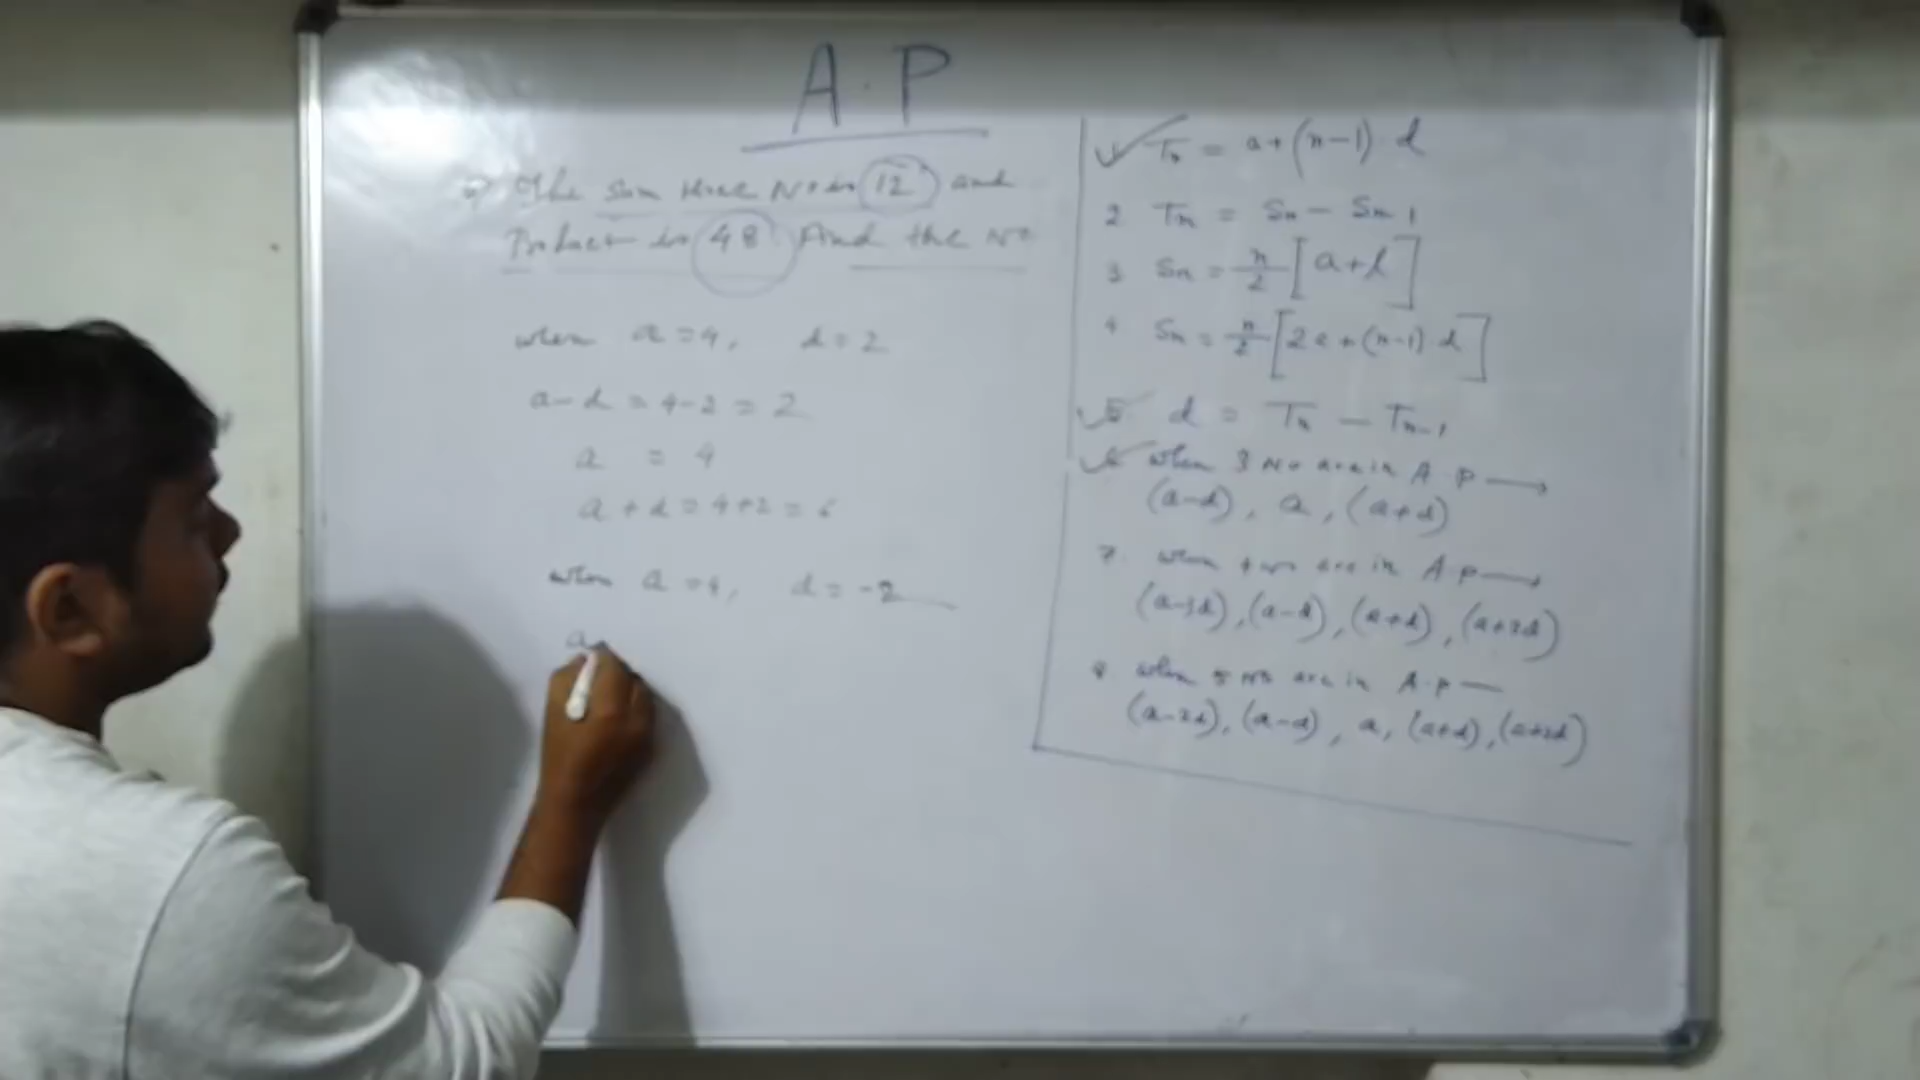 A.P
Q The sum three No is 12 and
Product is 48 Find the No
when a = 4, d = 2
a-d = 4-2 = 2
a = 4
a+d = 4+2 = 6
when a = 4, d = -2
a-
1 Tn = a+(n-1) d
2 Tn = Sn - Sn-1
3 Sn = n/2 [a+l]
4 Sn = n/2 [2a+(n-1) d]
5 d = Tn - Tn-1
6 when 3 No are in A.P →
(a-d), a, (a+d)
7. when are in A.P →
(a-3d), (a-d), (a+d), (a+3d)
8 when 5 No are in A.P —
(a-2d), (a-d), a, (a+d), (a+2d)